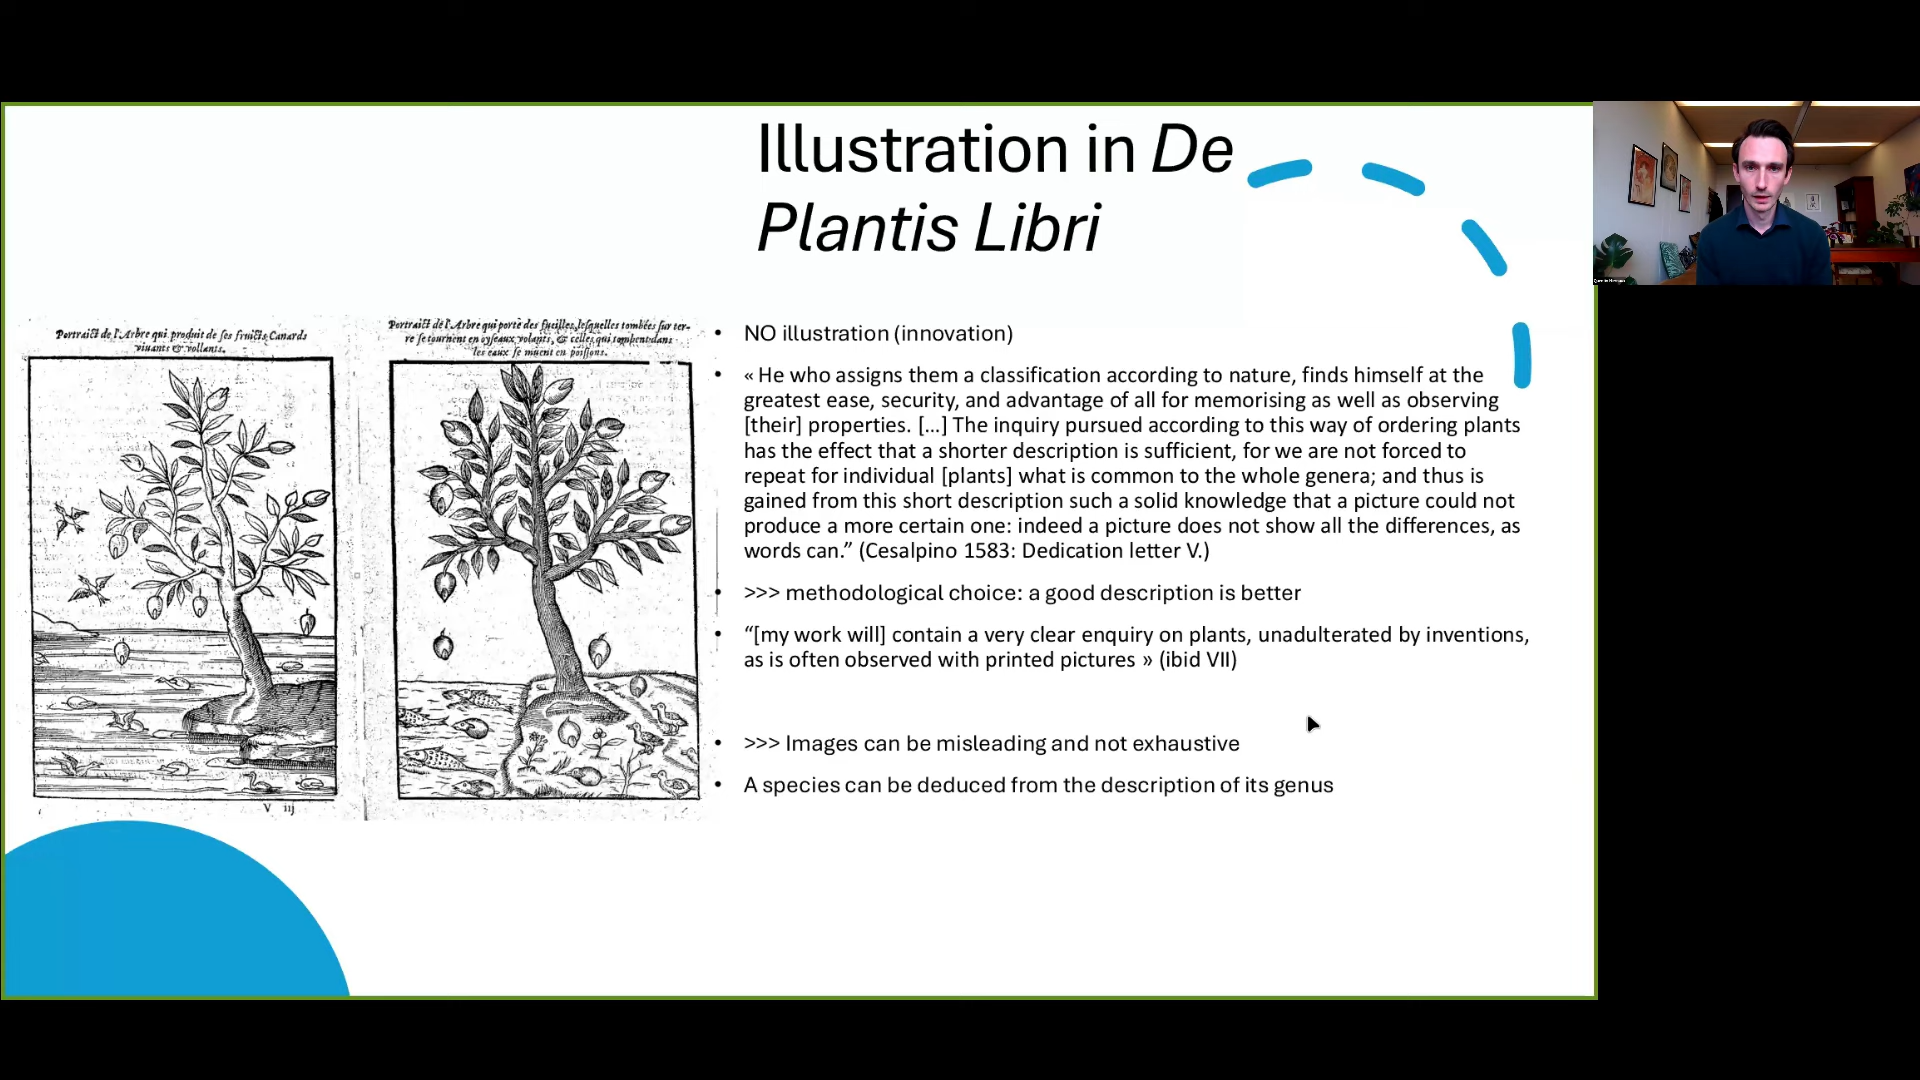 Illustration in De
Plantis Libri
Portraict de l'Arbre qui produit de ses fruicts Canards
viuants & vollants.
Portraict de l'Arbre qui porte des fueilles, lesquelles tombées sur ter-
re se tournent en oyseaux volants, & celles qui tombent dans
les eaux se muent en poissons.
V iij
• NO illustration (innovation)
• « He who assigns them a classification according to nature, finds himself at the
greatest ease, security, and advantage of all for memorising as well as observing
[their] properties. […] The inquiry pursued according to this way of ordering plants
has the effect that a shorter description is sufficient, for we are not forced to
repeat for individual [plants] what is common to the whole genera; and thus is
gained from this short description such a solid knowledge that a picture could not
produce a more certain one: indeed a picture does not show all the differences, as
words can.” (Cesalpino 1583: Dedication letter V.)
• >>> methodological choice: a good description is better
• “[my work will] contain a very clear enquiry on plants, unadulterated by inventions,
as is often observed with printed pictures » (ibid VII)
• >>> Images can be misleading and not exhaustive
• A species can be deduced from the description of its genus